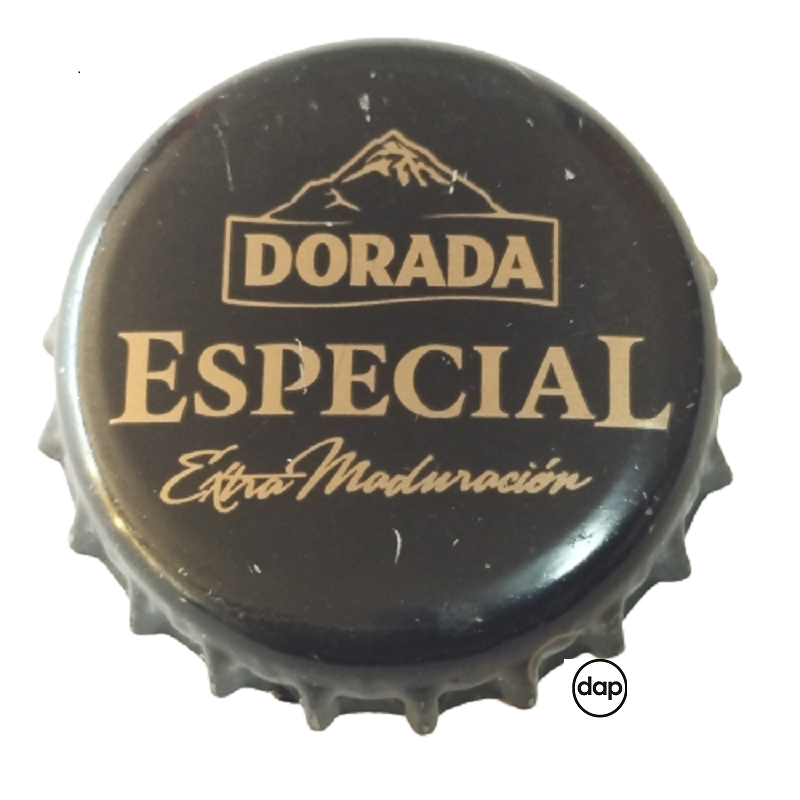 DORADA
ESPECIAL
Extra Maduración
dap